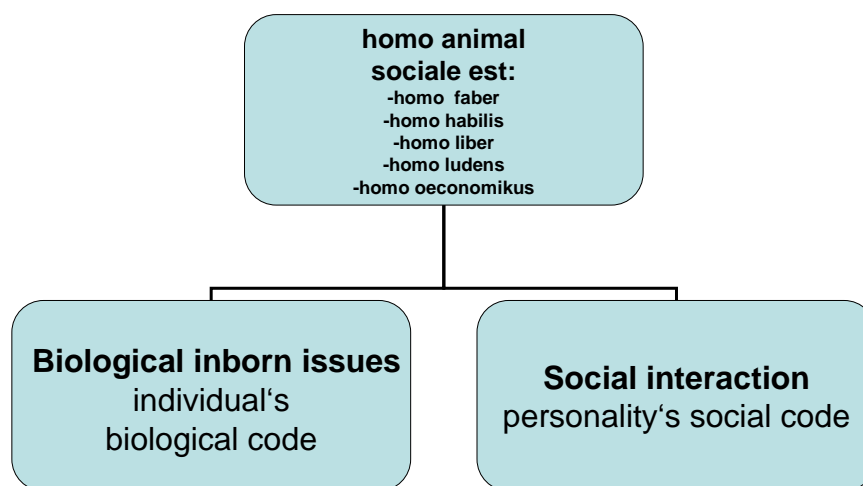 homo animal
sociale est:
-homo faber
-homo habilis
-homo liber
-homo ludens
-homo oeconomikus
Biological inborn issues
individual‘s
biological code
Social interaction
personality‘s social code